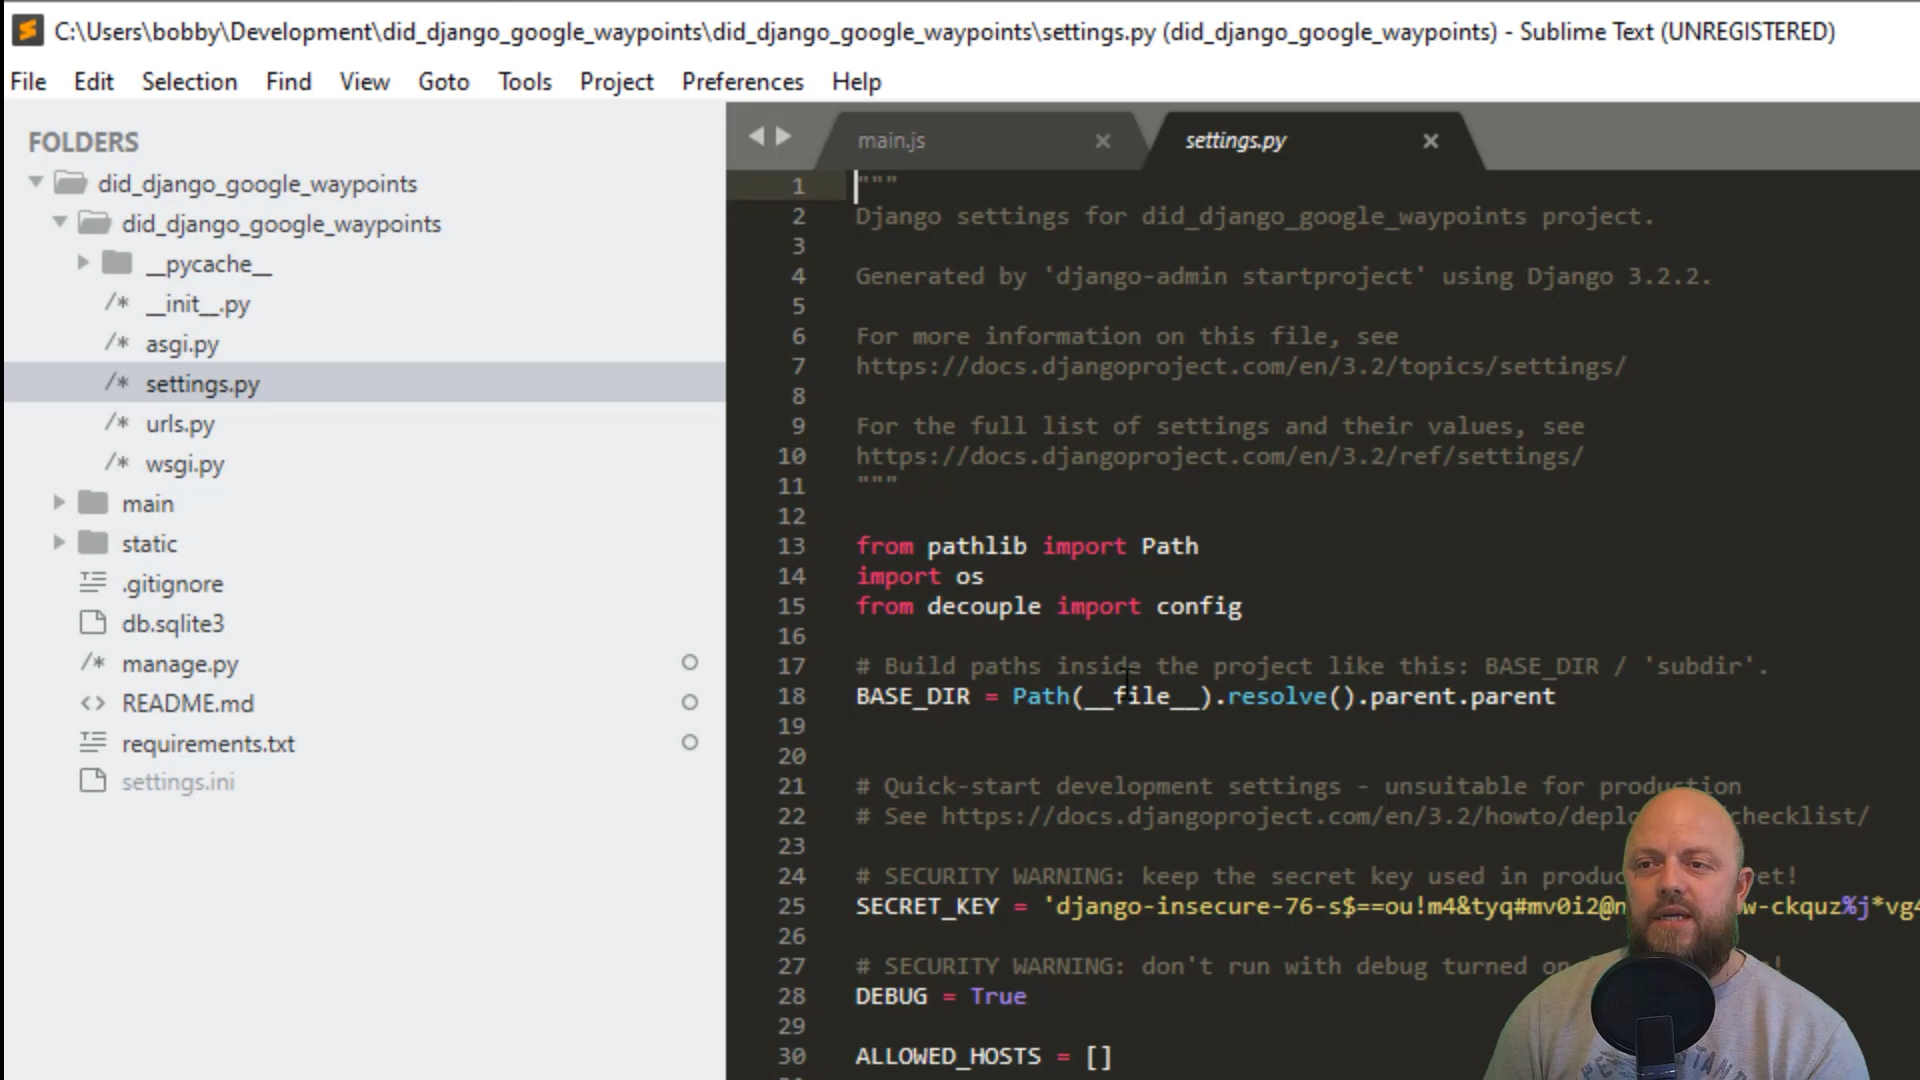 C:\Users\bobby\Development\did_django_google_waypoints\did_django_google_waypoints\settings.py (did_django_google_waypoints) - Sublime Text (UNREGISTERED)
File Edit Selection Find View Goto Tools Project Preferences Help
FOLDERS
did_django_google_waypoints
did_django_google_waypoints
__pycache__
/* __init__.py
/* asgi.py
/* settings.py
/* urls.py
/* wsgi.py
main
static
.gitignore
db.sqlite3
/* manage.py
<> README.md
requirements.txt
settings.ini
main.js × settings.py ×
1 """
2 Django settings for did_django_google_waypoints project.
3
4 Generated by 'django-admin startproject' using Django 3.2.2.
5
6 For more information on this file, see
7 https://docs.djangoproject.com/en/3.2/topics/settings/
8
9 For the full list of settings and their values, see
10 https://docs.djangoproject.com/en/3.2/ref/settings/
11 """
12
13 from pathlib import Path
14 import os
15 from decouple import config
16
17 # Build paths inside the project like this: BASE_DIR / 'subdir'.
18 BASE_DIR = Path(__file__).resolve().parent.parent
19
20
21 # Quick-start development settings - unsuitable for production
22 # See https://docs.djangoproject.com/en/3.2/howto/deplo checklist/
23
24 # SECURITY WARNING: keep the secret key used in produc et!
25 SECRET_KEY = 'django-insecure-76-s$==ou!m4&tyq#mv0i2@n w-ckquz%j*vg4
26
27 # SECURITY WARNING: don't run with debug turned on !
28 DEBUG = True
29
30 ALLOWED_HOSTS = []